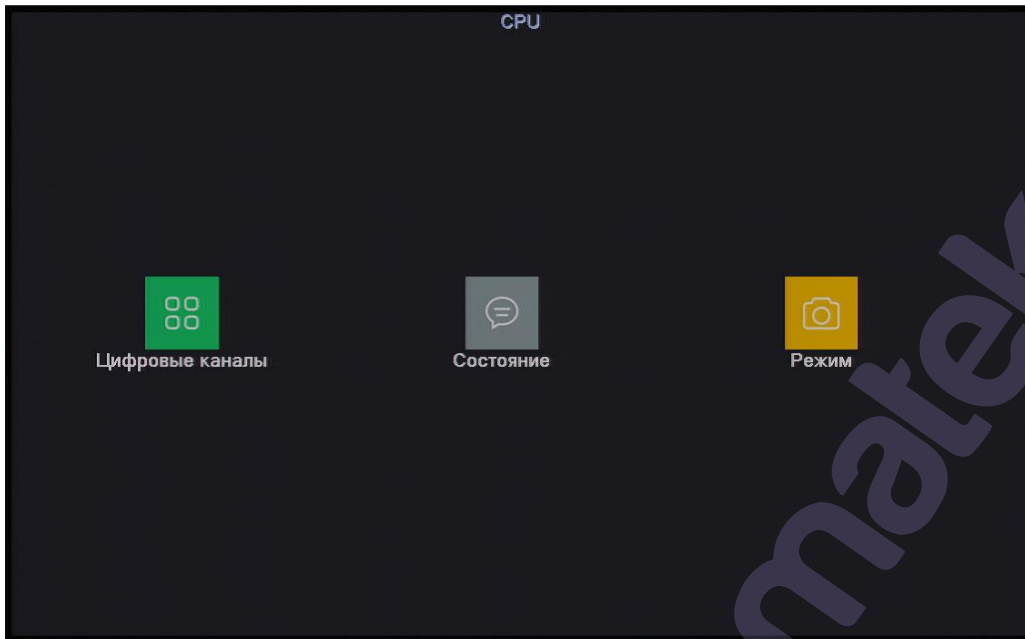 CPU
Цифровые каналы
Состояние
Режим
matek